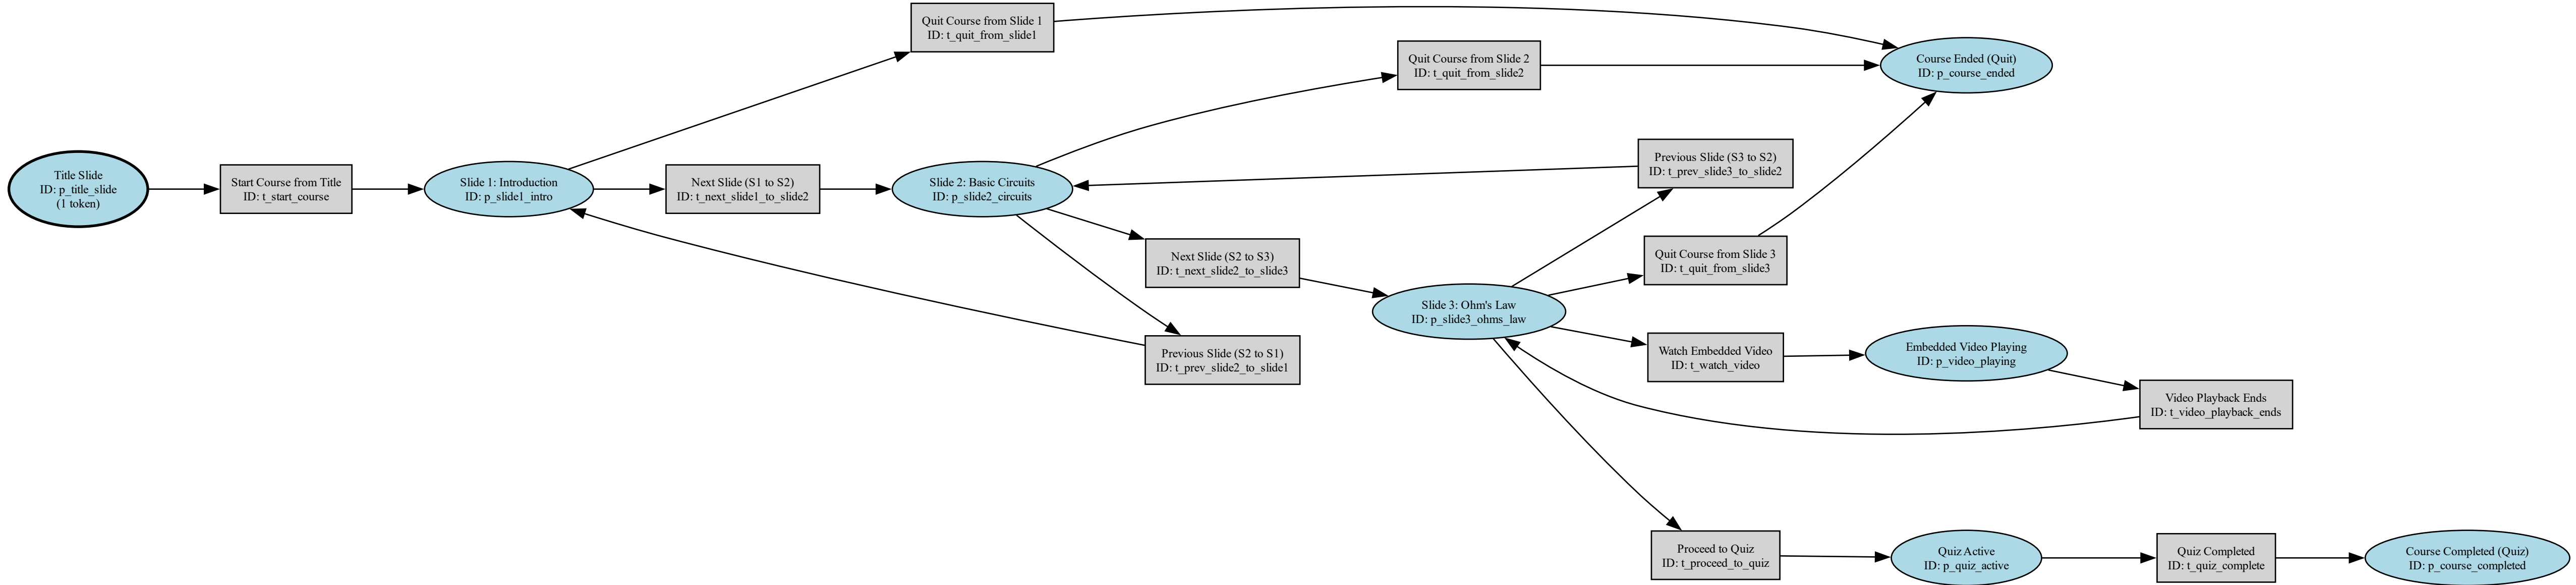 Quit Course from Slide 1
ID: t_quit_from_slide1
Quit Course from Slide 2
ID: t_quit_from_slide2
Course Ended (Quit)
ID: p_course_ended
Title Slide
ID: p_title_slide
(1 token)
Start Course from Title
ID: t_start_course
Slide 1: Introduction
ID: p_slide1_intro
Next Slide (S1 to S2)
ID: t_next_slide1_to_slide2
Slide 2: Basic Circuits
ID: p_slide2_circuits
Previous Slide (S3 to S2)
ID: t_prev_slide3_to_slide2
Next Slide (S2 to S3)
ID: t_next_slide2_to_slide3
Quit Course from Slide 3
ID: t_quit_from_slide3
Slide 3: Ohm's Law
ID: p_slide3_ohms_law
Previous Slide (S2 to S1)
ID: t_prev_slide2_to_slide1
Watch Embedded Video
ID: t_watch_video
Embedded Video Playing
ID: p_video_playing
Video Playback Ends
ID: t_video_playback_ends
Proceed to Quiz
ID: t_proceed_to_quiz
Quiz Active
ID: p_quiz_active
Quiz Completed
ID: t_quiz_complete
Course Completed (Quiz)
ID: p_course_completed